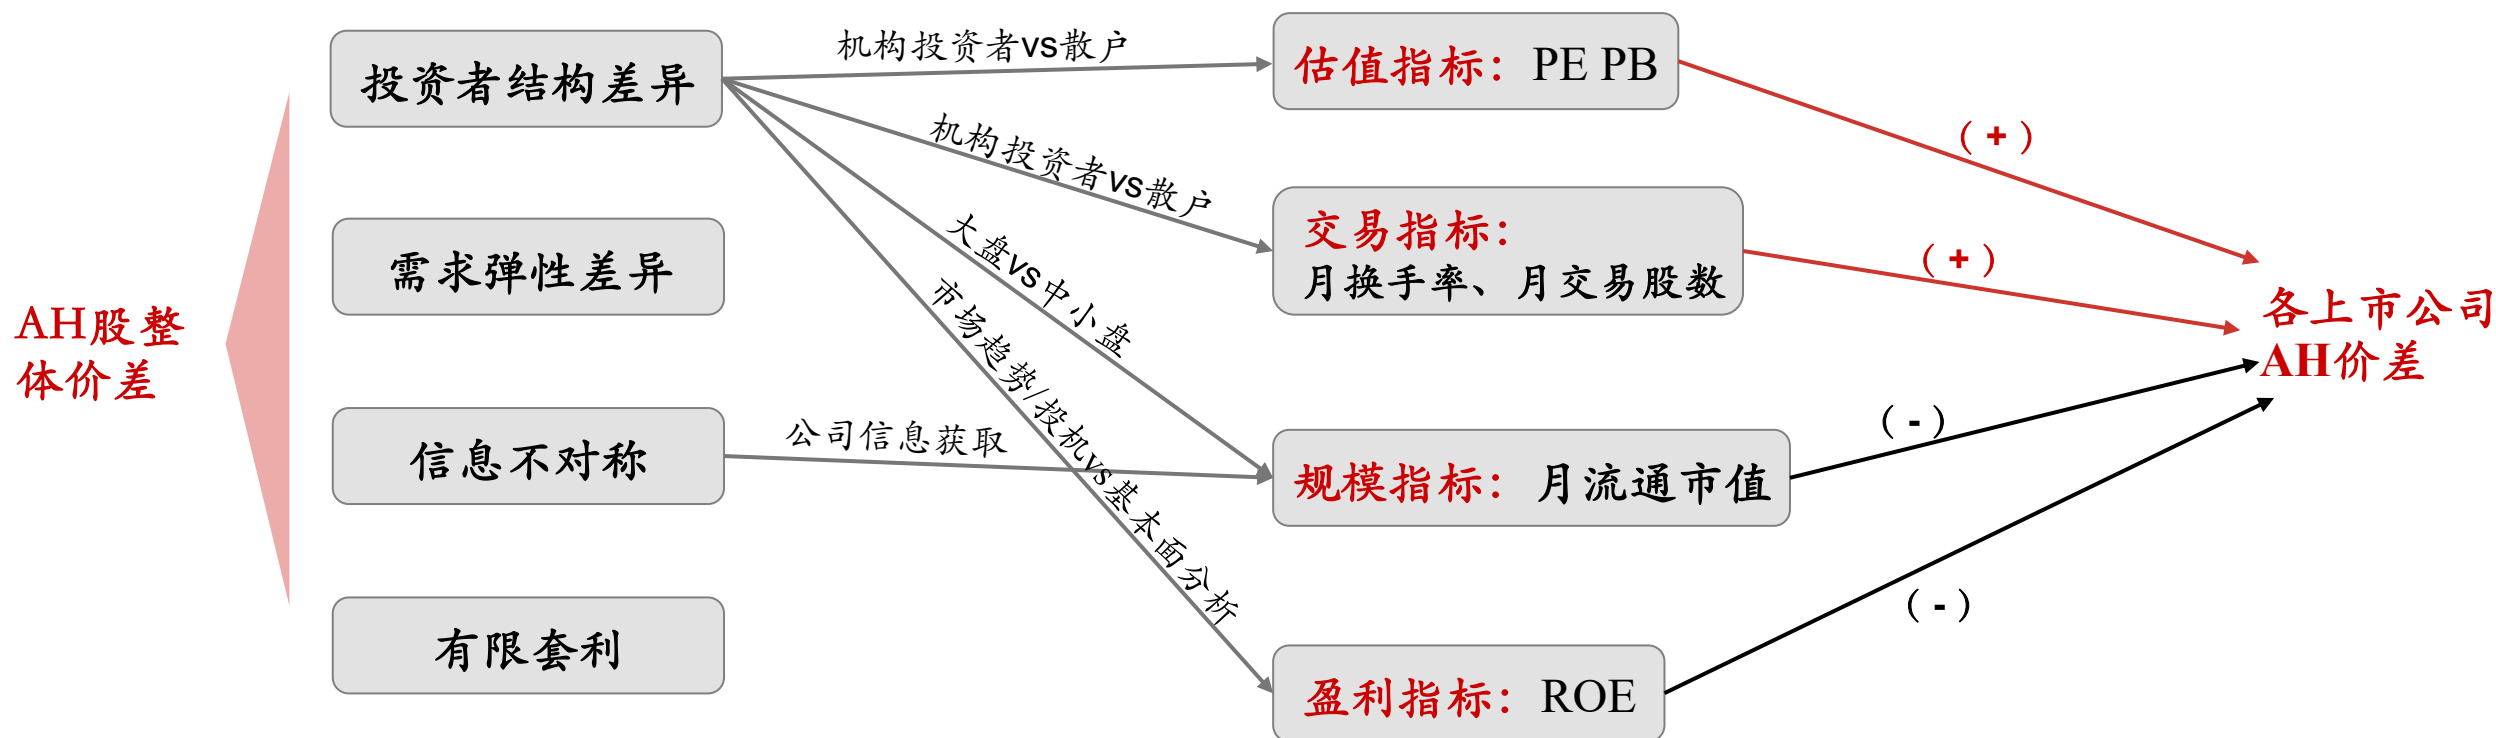 AH股整
体价差
投资者结构差异
需求弹性差异
信息不对称
有限套利
机构投资者vs散户
机构投资者vs散户
大盘vs中小盘
市场趋势/投机vs基本面分析
公司信息获取
估值指标：PE PB
交易指标：
月换手率、月交易股数
规模指标：月流通市值
盈利指标：ROE
（+）
（+）
（-）
（-）
各上市公司
AH价差